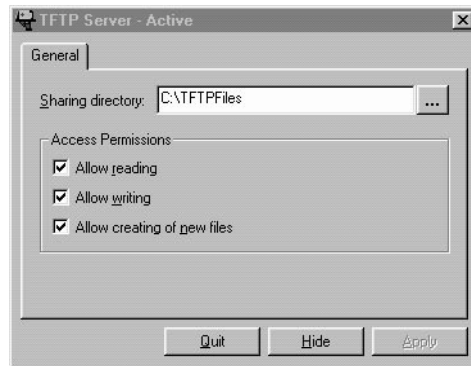 TFTP Server - Active
General
Sharing directory: C:\TFTPFiles ...
Access Permissions
Allow reading
Allow writing
Allow creating of new files
Quit Hide Apply